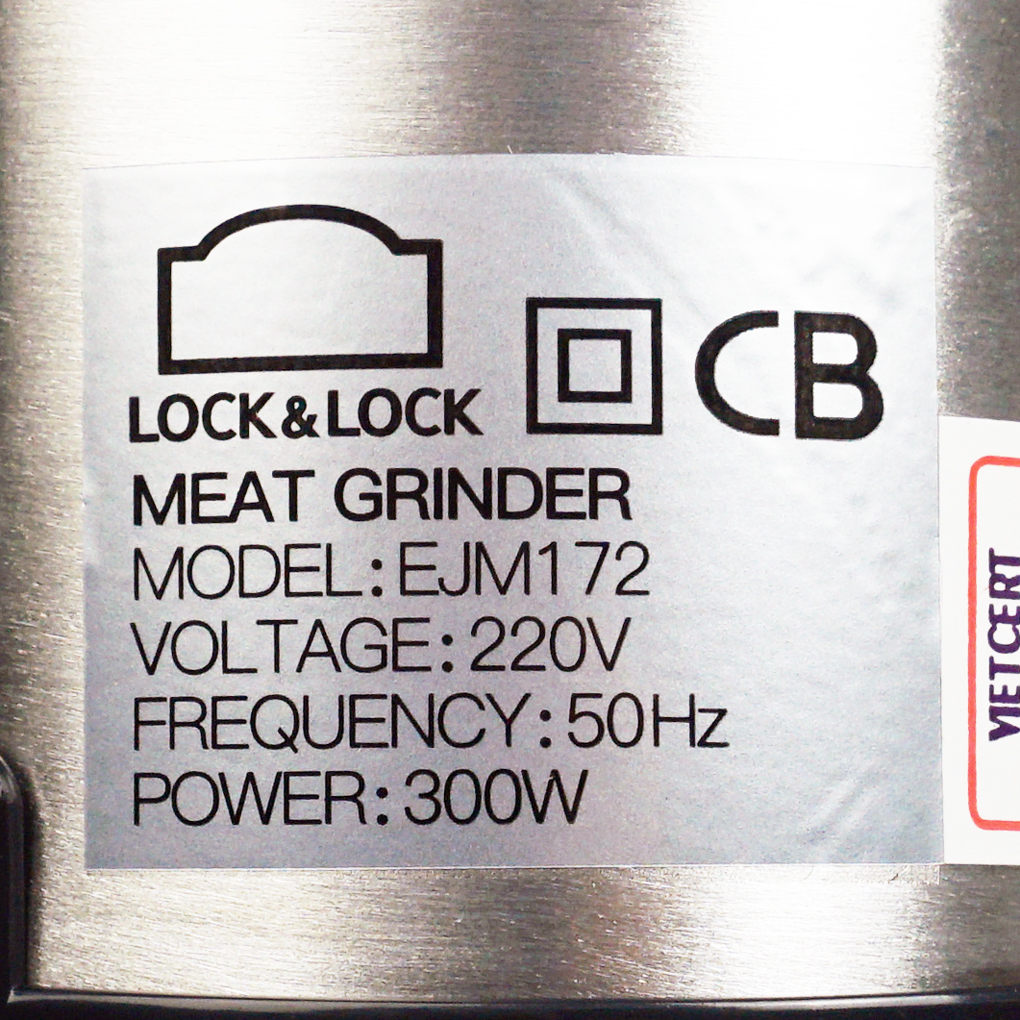 LOCK&LOCK
CB
MEAT GRINDER
MODEL: EJM172
VOLTAGE: 220V
FREQUENCY: 50Hz
POWER: 300W
VIETCERT